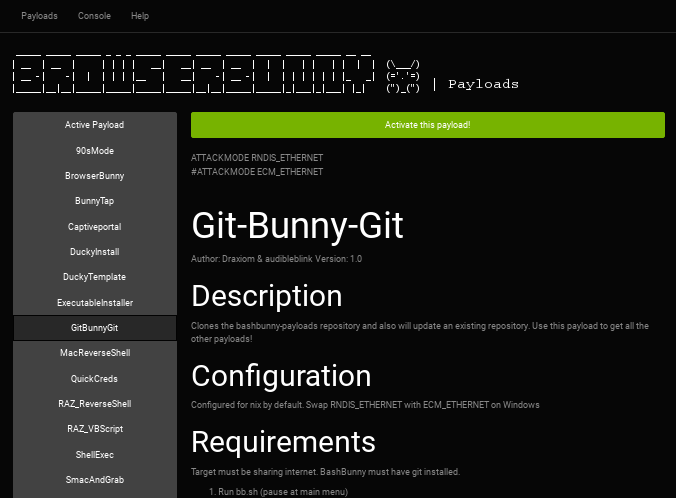 Payloads Console Help
(\___/)
(='.'=)
(")_(") | Payloads
Active Payload
90sMode
BrowserBunny
BunnyTap
Captiveportal
DuckyInstall
DuckyTemplate
ExecutableInstaller
GitBunnyGit
MacReverseShell
QuickCreds
RAZ_ReverseShell
RAZ_VBScript
ShellExec
SmacAndGrab
Activate this payload!
ATTACKMODE RNDIS_ETHERNET
#ATTACKMODE ECM_ETHERNET
Git-Bunny-Git
Author: Draxiom & audibleblink Version: 1.0
Description
Clones the bashbunny-payloads repository and also will update an existing repository. Use this payload to get all the
other payloads!
Configuration
Configured for nix by default. Swap RNDIS_ETHERNET with ECM_ETHERNET on Windows
Requirements
Target must be sharing internet. BashBunny must have git installed.
1. Run bb.sh (pause at main menu)